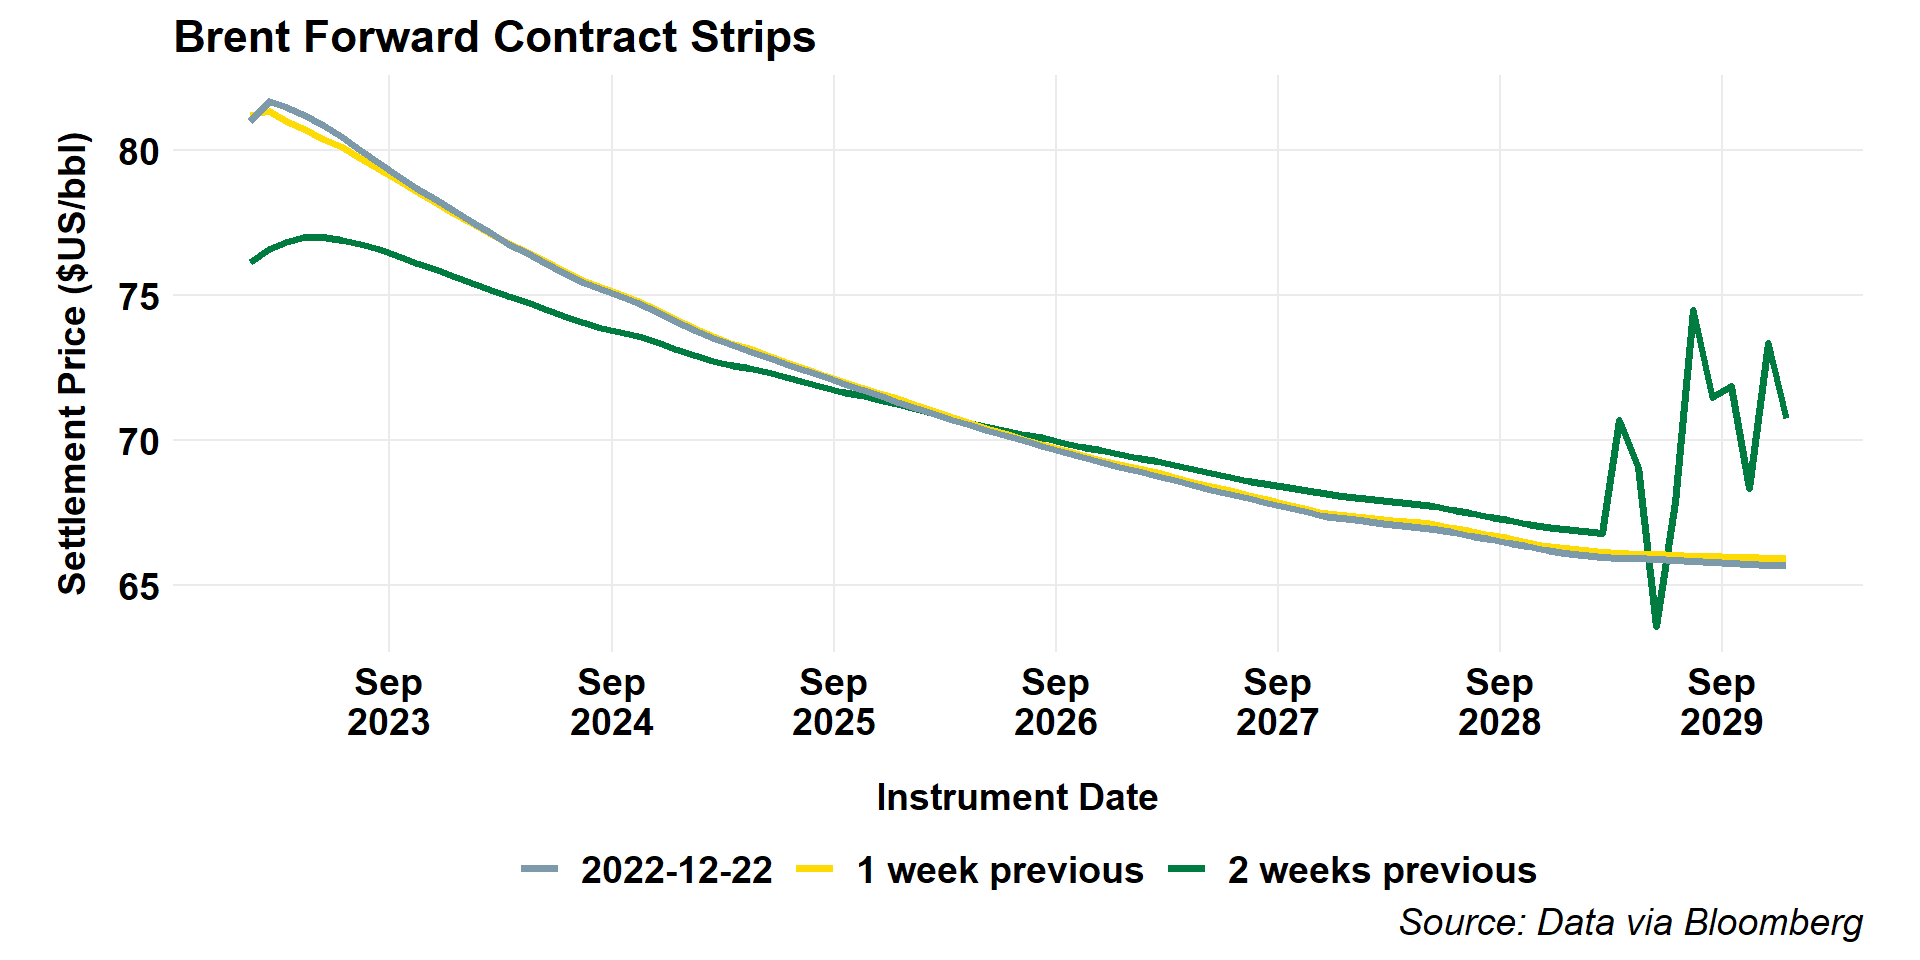 Brent Forward Contract Strips
Settlement Price ($US/bbl)
80
75
70
65
Sep Sep Sep Sep Sep Sep Sep
2023 2024 2025 2026 2027 2028 2029
Instrument Date
2022-12-22 1 week previous 2 weeks previous
Source: Data via Bloomberg